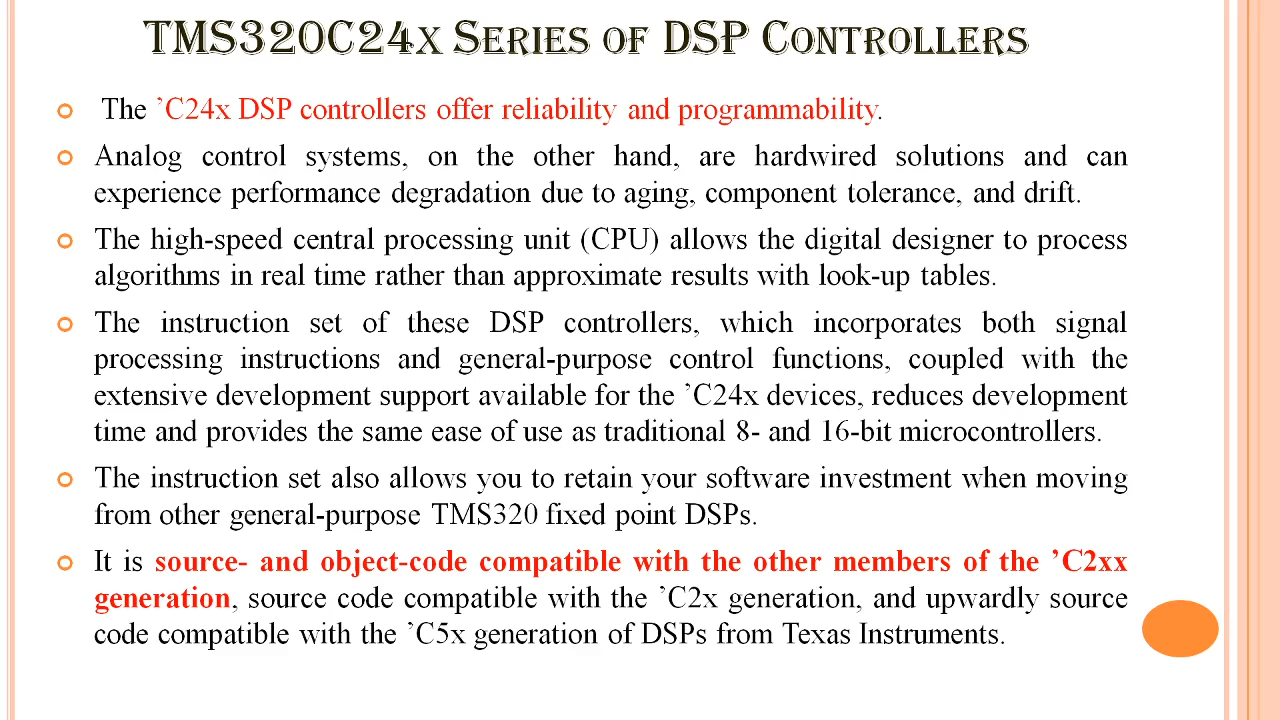 TMS320C24x Series of DSP Controllers
The ’C24x DSP controllers offer reliability and programmability.
Analog control systems, on the other hand, are hardwired solutions and can
experience performance degradation due to aging, component tolerance, and drift.
The high-speed central processing unit (CPU) allows the digital designer to process
algorithms in real time rather than approximate results with look-up tables.
The instruction set of these DSP controllers, which incorporates both signal
processing instructions and general-purpose control functions, coupled with the
extensive development support available for the ’C24x devices, reduces development
time and provides the same ease of use as traditional 8- and 16-bit microcontrollers.
The instruction set also allows you to retain your software investment when moving
from other general-purpose TMS320 fixed point DSPs.
It is source- and object-code compatible with the other members of the ’C2xx
generation, source code compatible with the ’C2x generation, and upwardly source
code compatible with the ’C5x generation of DSPs from Texas Instruments.